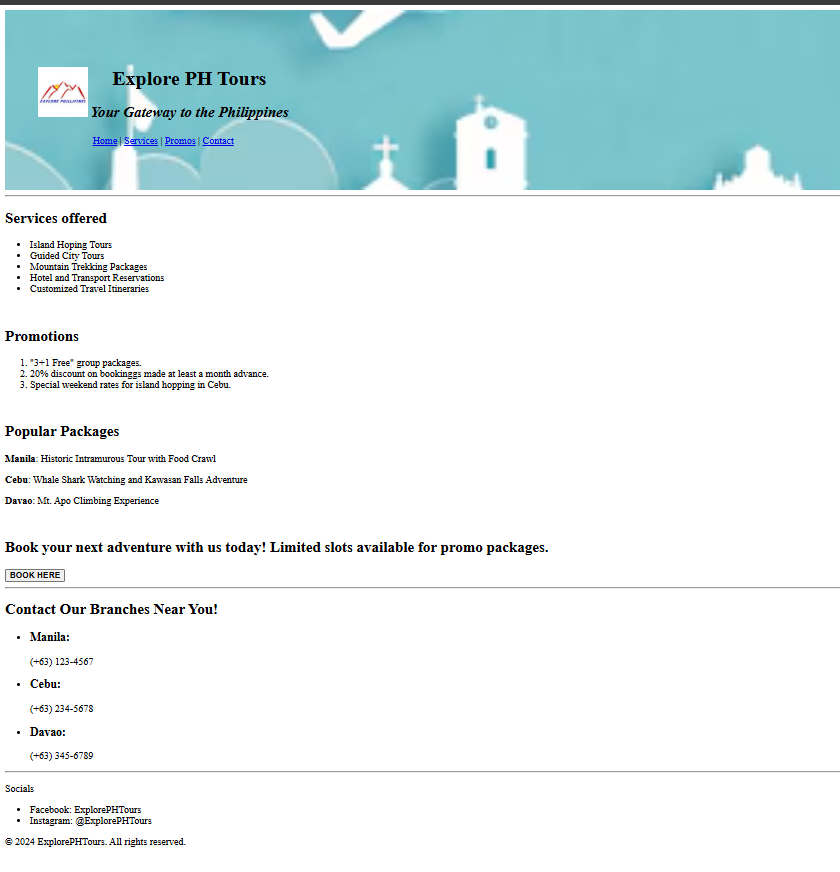 Explore PH Tours
EXPLORE PHILIPPINES
Your Gateway to the Philippines
Home | Services | Promos | Contact
Services offered
• Island Hoping Tours
• Guided City Tours
• Mountain Trekking Packages
• Hotel and Transport Reservations
• Customized Travel Itineraries
Promotions
1. "3+1 Free" group packages.
2. 20% discount on bookinggs made at least a month advance.
3. Special weekend rates for island hopping in Cebu.
Popular Packages
Manila: Historic Intramurous Tour with Food Crawl
Cebu: Whale Shark Watching and Kawasan Falls Adventure
Davao: Mt. Apo Climbing Experience
Book your next adventure with us today! Limited slots available for promo packages.
BOOK HERE
Contact Our Branches Near You!
• Manila:
(+63) 123-4567
• Cebu:
(+63) 234-5678
• Davao:
(+63) 345-6789
Socials
• Facebook: ExplorePHTours
• Instagram: @ExplorePHTours
© 2024 ExplorePHTours. All rights reserved.